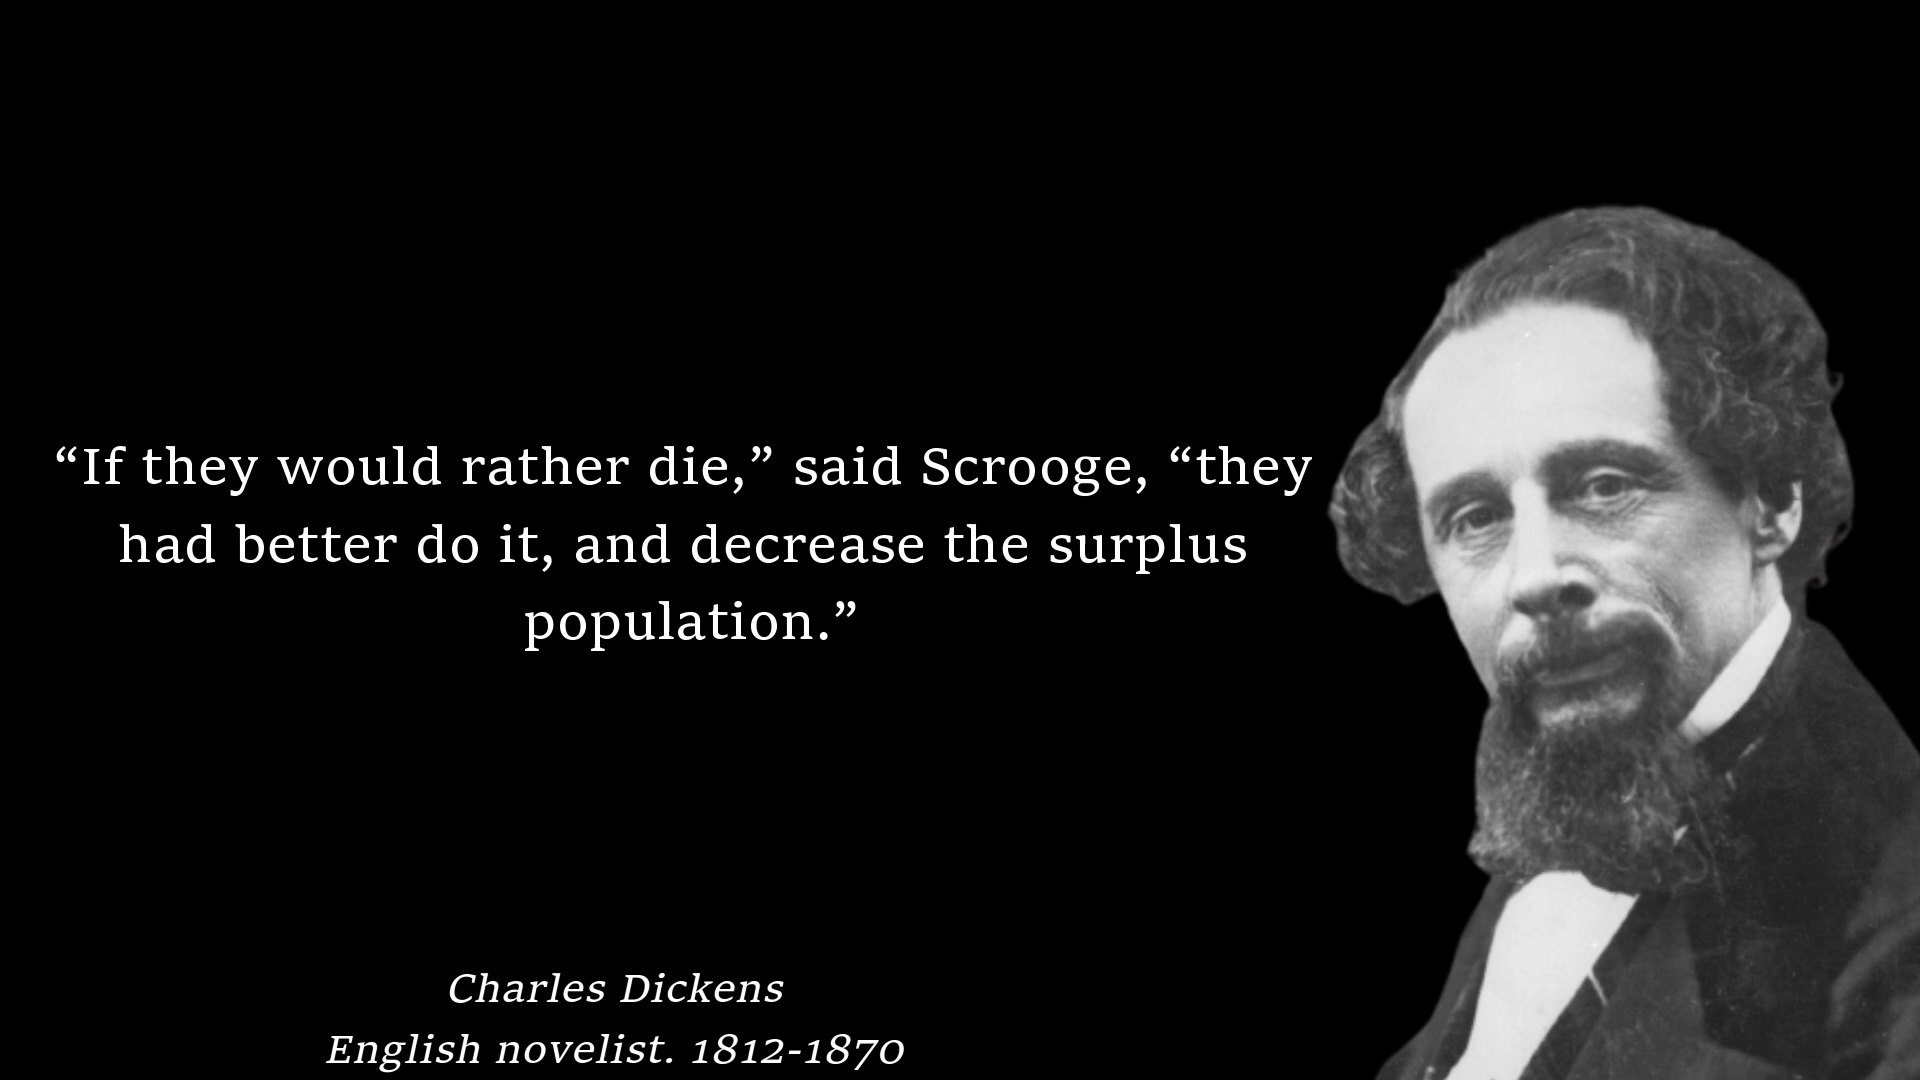 “If they would rather die,” said Scrooge, “they
had better do it, and decrease the surplus
population.”
Charles Dickens
English novelist. 1812-1870